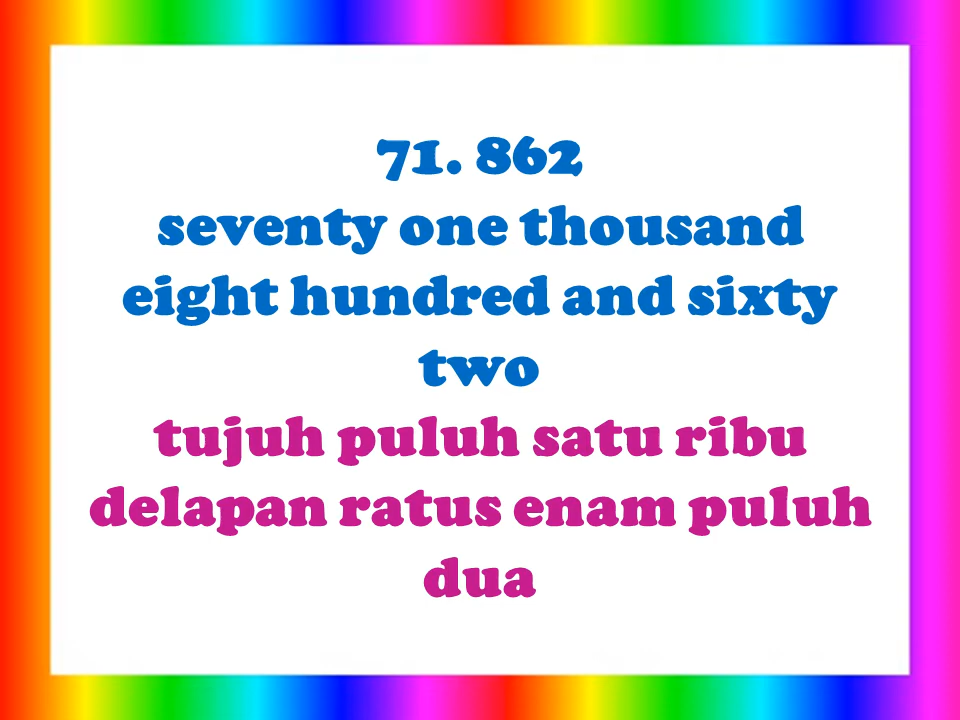 71. 862
seventy one thousand
eight hundred and sixty
two
tujuh puluh satu ribu
delapan ratus enam puluh
dua